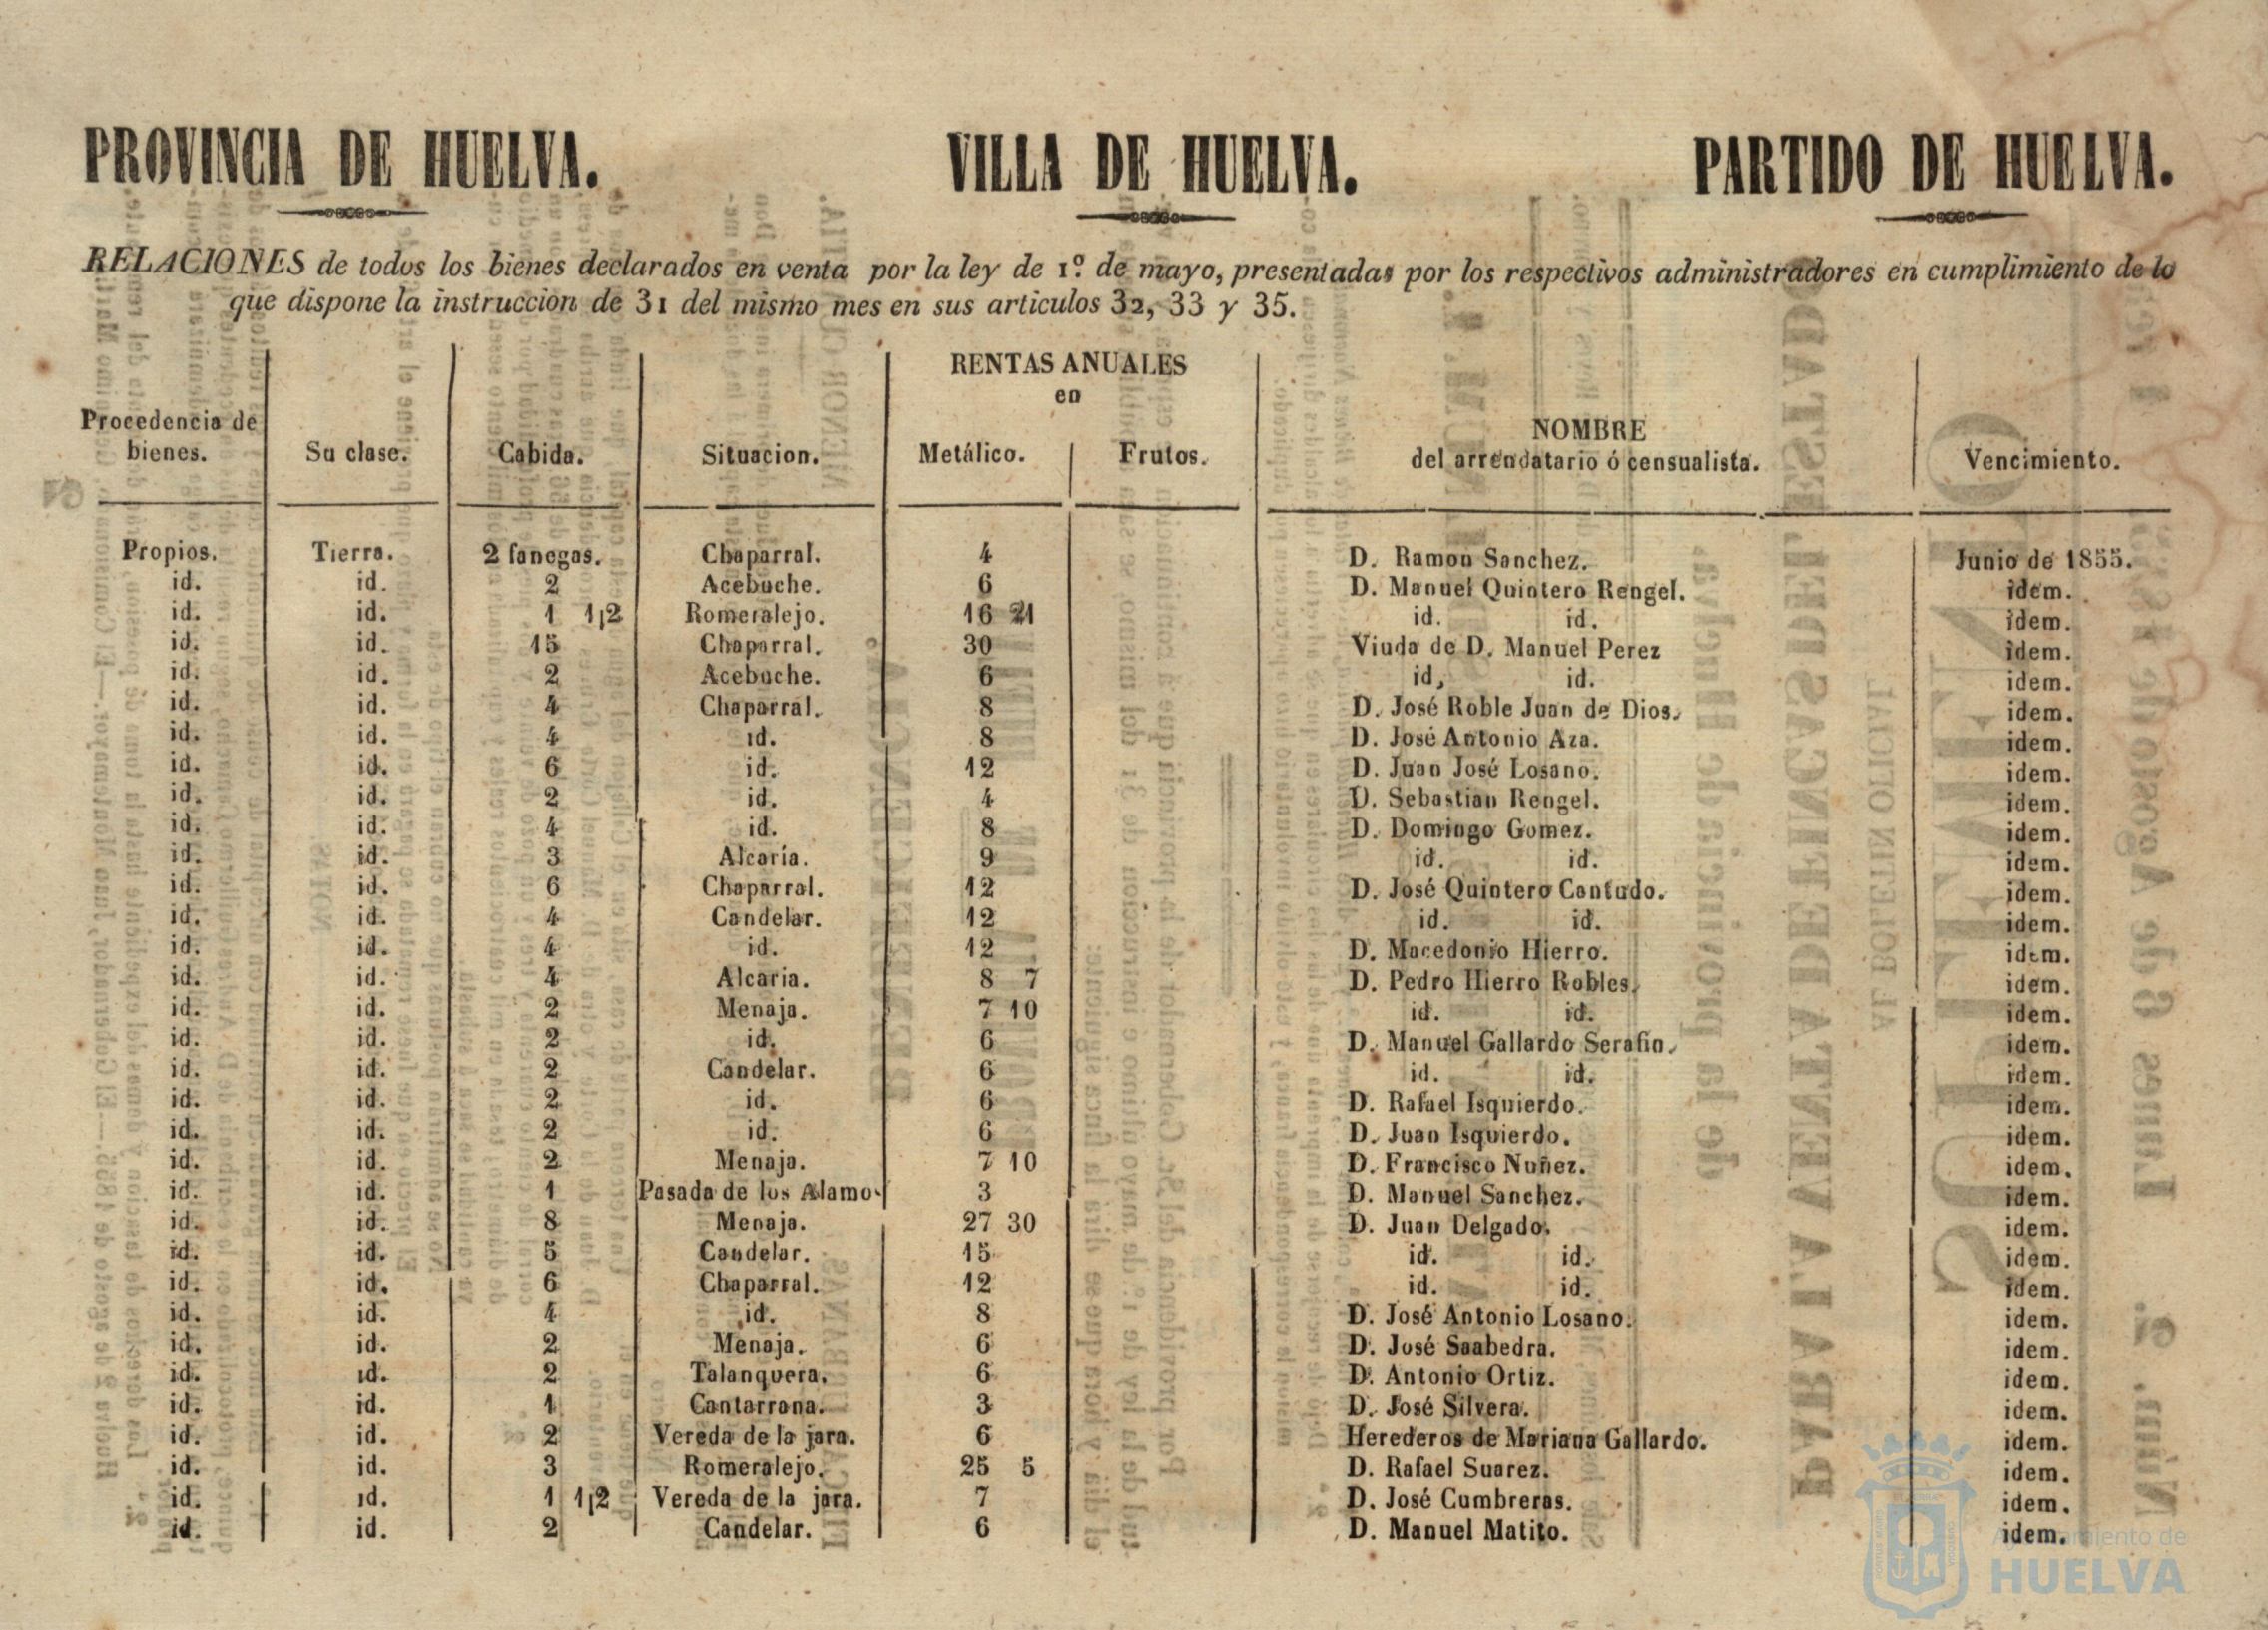 PROVINCIA DE HUELVA. VILLA DE HUELVA. PARTIDO DE HUELVA.
RELACIONES de todos los bienes declarados en venta por la ley de 1.º de mayo, presentadas por los respectivos administradores en cumplimiento de lo
que dispone la instruccion de 31 del mismo mes en sus articulos 32, 33 y 35.
RENTAS ANUALES
en
Procedencia de bienes. Su clase. Cabida. Situacion. Metálico. Frutos. NOMBRE del arrendatario ó censualista. Vencimiento.
Propios. Tierra. 2 fanegas. Chaparral. 4 D. Ramon Sanchez. Junio de 1855.
id. id. 2 Acebuche. 6 D. Manuel Quintero Rengel. idem.
id. id. 1 1|2 Romeralejo. 16 21 id. id. idem.
id. id. 15 Chaparral. 30 Viuda de D. Manuel Perez idem.
id. id. 2 Acebuche. 6 id, id. idem.
id. id. 4 Chaparral. 8 D. José Roble Juan de Dios. idem.
id. id. 4 id. 8 D. José Antonio Aza. idem.
id. id. 6 id. 12 D. Juan José Losano. idem.
id. id. 2 id. 4 D. Sebastian Rengel. idem.
id. id. 4 id. 8 D. Domingo Gomez. idem.
id. id. 3 Alcaría. 9 id. id. idem.
id. id. 6 Chaparral. 12 D. José Quintero Cantudo. idem.
id. id. 4 Candelar. 12 id. id. idem.
id. id. 4 id. 12 D. Macedonio Hierro. idem.
id. id. 4 Alcaria. 8 7 D. Pedro Hierro Robles. idem.
id. id. 2 Menaja. 7 10 id. id. idem.
id. id. 2 id. 6 D. Manuel Gallardo Serafin. idem.
id. id. 2 Candelar. 6 id. id. idem.
id. id. 2 id. 6 D. Rafael Isquierdo. idem.
id. id. 2 id. 6 D. Juan Isquierdo. idem.
id. id. 2 Menaja. 7 10 D. Francisco Nuñez. idem.
id. id. 1 Pasada de los Alamo. 3 D. Manuel Sanchez. idem.
id. id. 8 Menaja. 27 30 D. Juan Delgado. idem.
id. id. 5 Candelar. 15 id. id. idem.
id. id. 6 Chaparral. 12 id. id. idem.
id. id. 4 id. 8 D. José Antonio Losano. idem.
id. id. 2 Menaja. 6 D. José Saabedra. idem.
id. id. 2 Talanquera. 6 D. Antonio Ortiz. idem.
id. id. 1 Cantarrana. 3 D. José Silvera. idem.
id. id. 2 Vereda de la jara. 6 Herederos de Mariana Gallardo. idem.
id. id. 3 Romeralejo. 25 5 D. Rafael Suarez. idem.
id. id. 1 1|2 Vereda de la jara. 7 D. José Cumbreras. idem.
id. id. 2 Candelar. 6 D. Manuel Matito. idem.
Ayuntamiento de
HUELVA